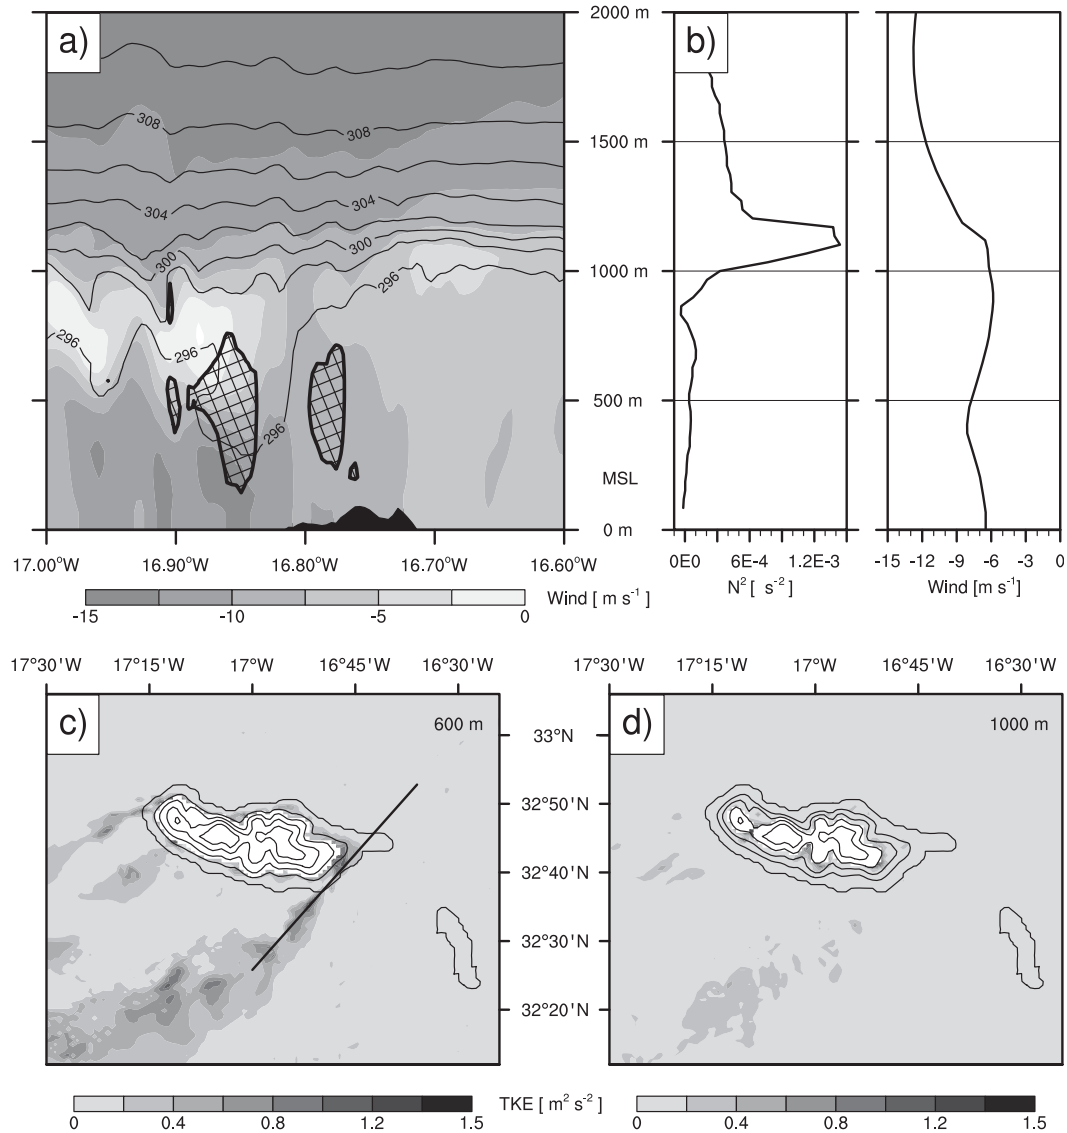 a)
308
308
304
304
300
300
296
296
296
296
17.00°W 16.90°W 16.80°W 16.70°W 16.60°W
-15 -10 -5 0 Wind [ m s⁻¹ ]
2000 m
1500 m
1000 m
500 m
MSL
0 m
b)
0E0 6E-4 1.2E-3
N² [ s⁻² ]
-15 -12 -9 -6 -3 0
Wind [m s⁻¹]
17°30'W 17°15'W 17°W 16°45'W 16°30'W
c)
600 m
33°N
32°50'N
32°40'N
32°30'N
32°20'N
17°30'W 17°15'W 17°W 16°45'W 16°30'W
d)
1000 m
0 0.4 0.8 1.2 1.5
TKE [ m² s⁻² ]
0 0.4 0.8 1.2 1.5